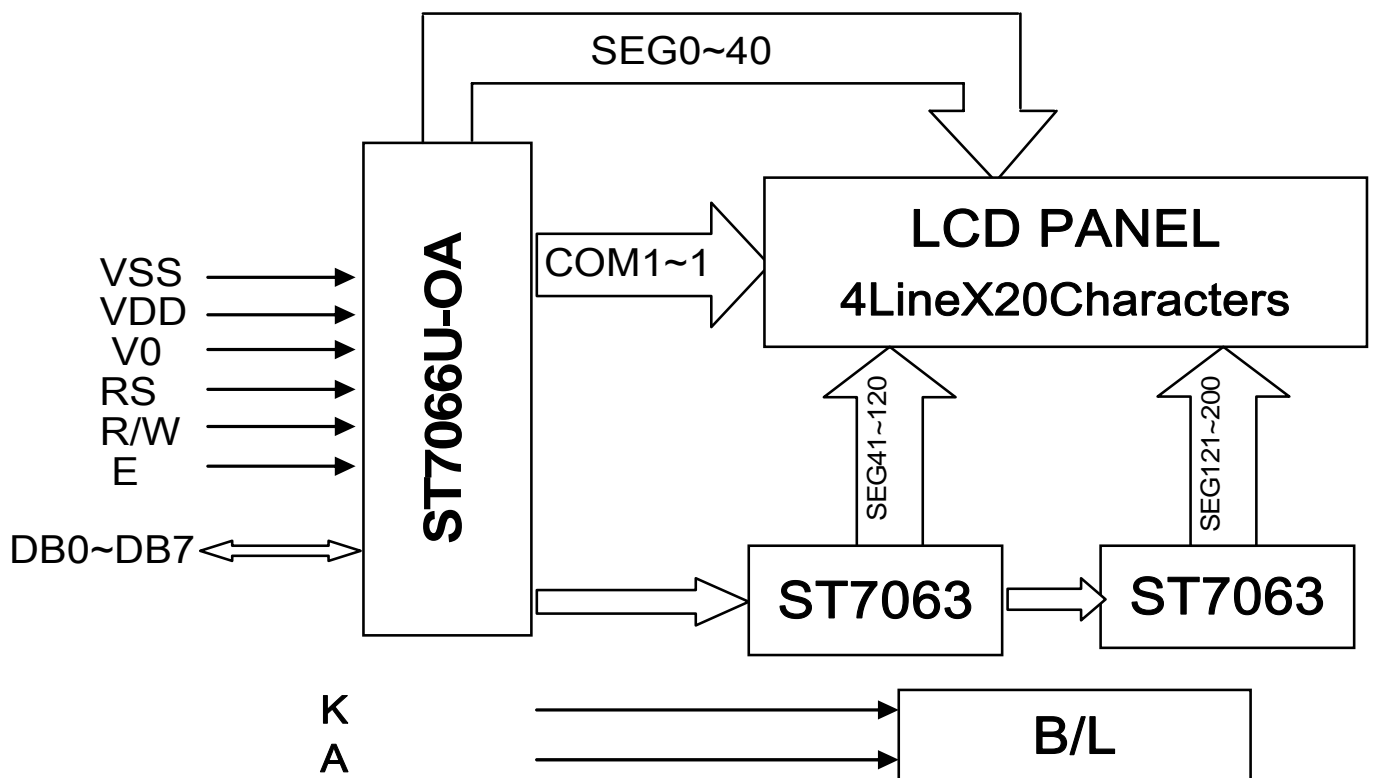 SEG0~40
LCD PANEL
4LineX20Characters
COM1~1
ST7066U-OA
VSS
VDD
V0
RS
R/W
E
DB0~DB7
SEG41~120
SEG121~200
ST7063
ST7063
K
A
B/L